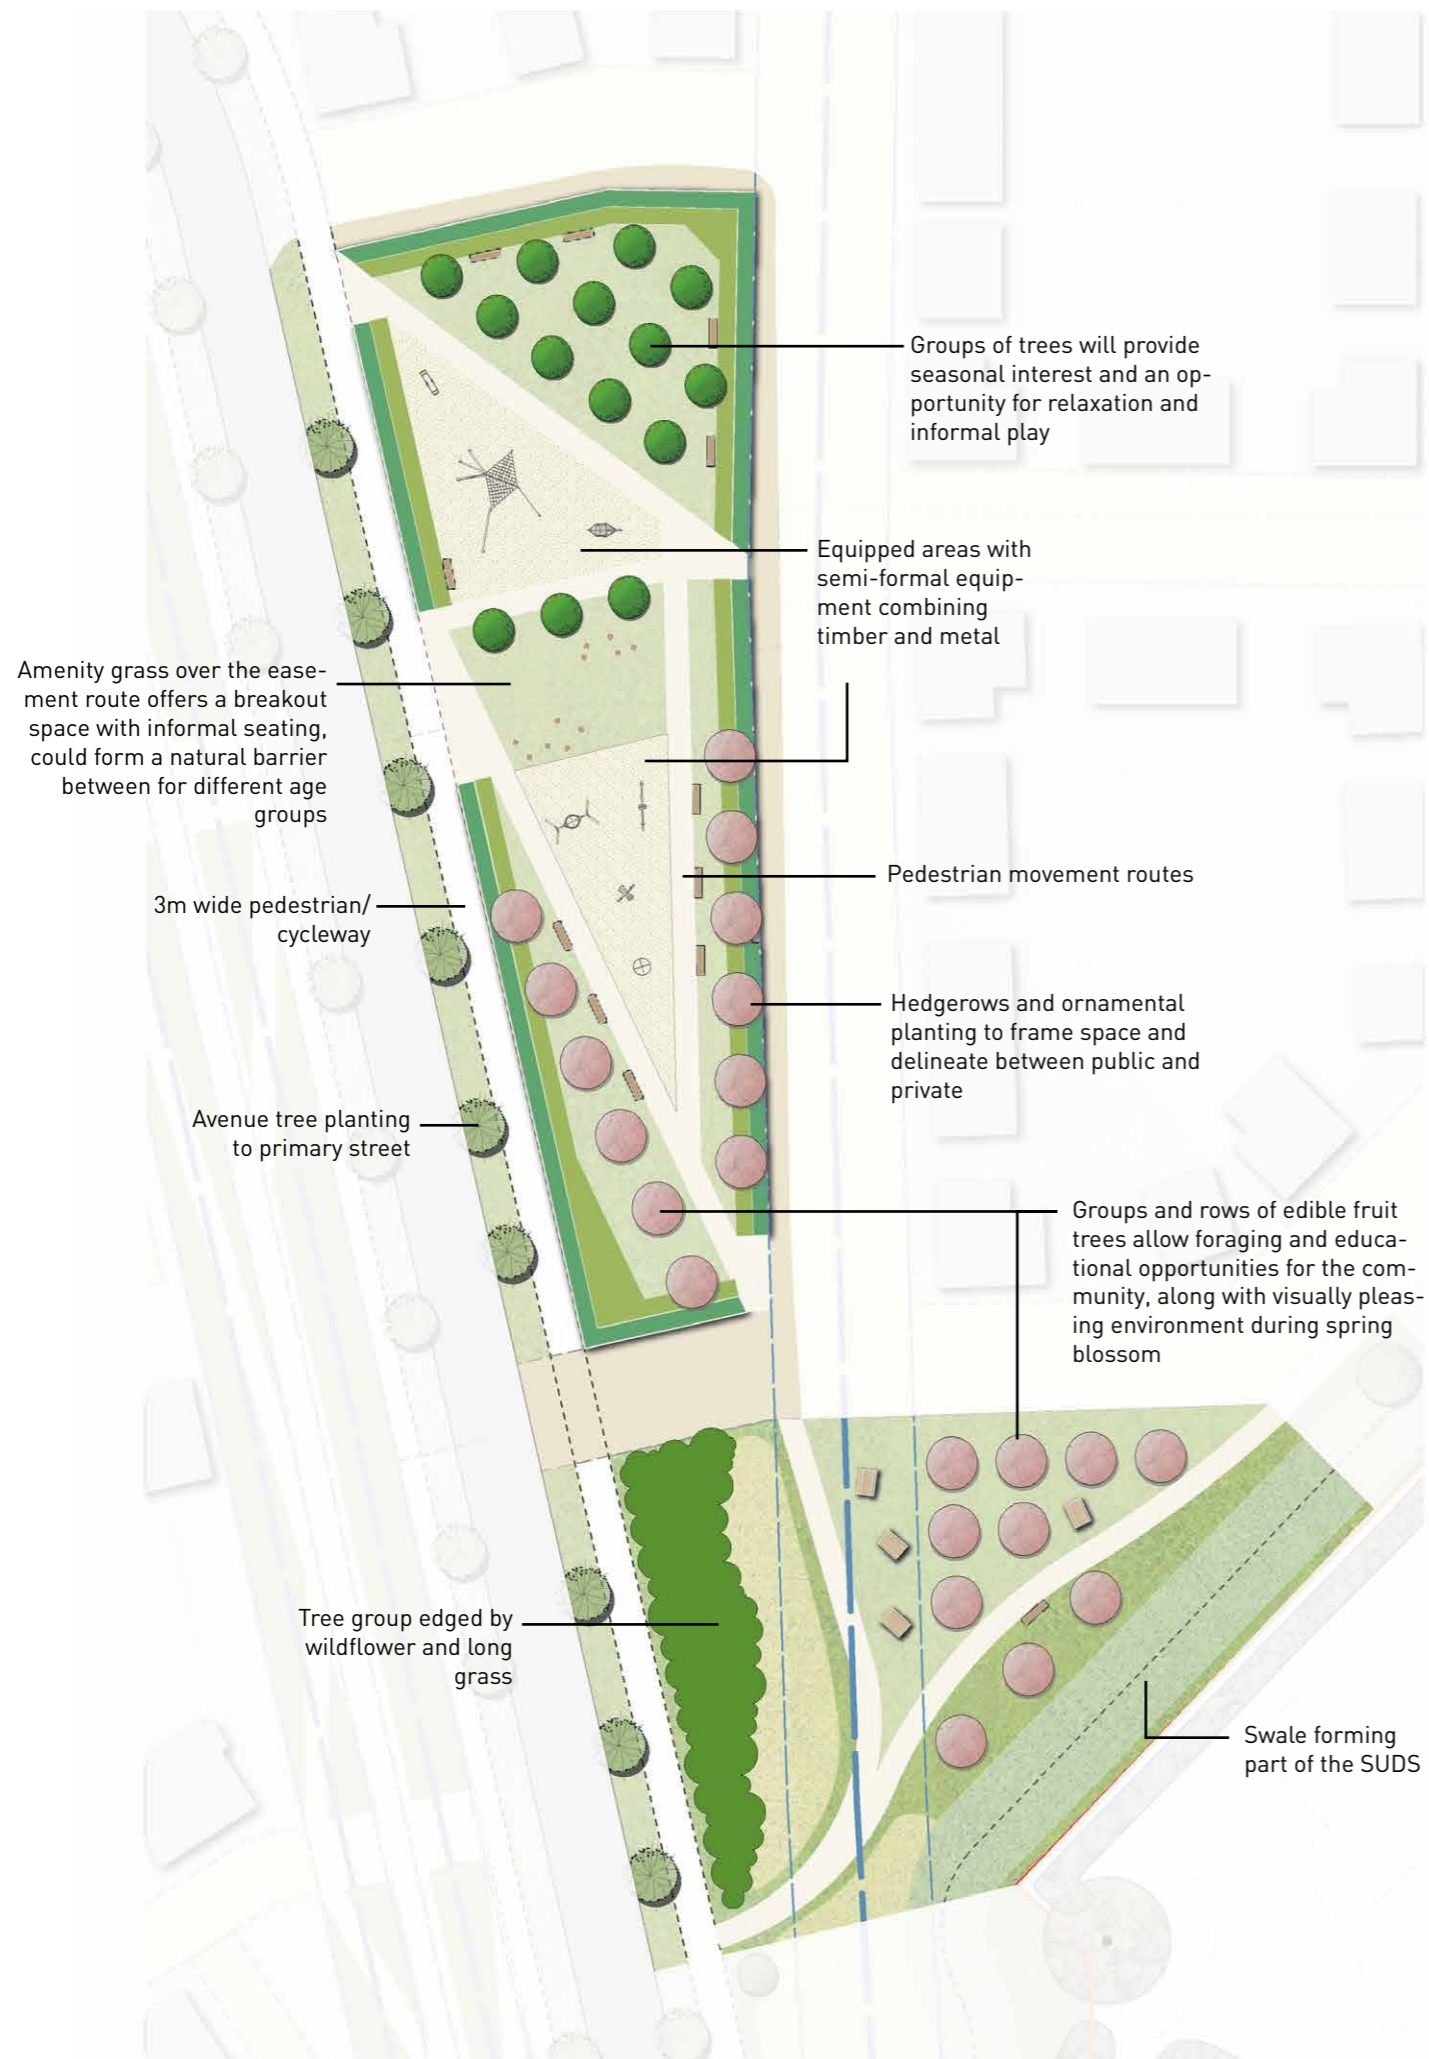 Groups of trees will provide
seasonal interest and an op-
portunity for relaxation and
informal play
Equipped areas with
semi-formal equip-
ment combining
timber and metal
Amenity grass over the ease-
ment route offers a breakout
space with informal seating,
could form a natural barrier
between for different age
groups
Pedestrian movement routes
3m wide pedestrian/
cycleway
Hedgerows and ornamental
planting to frame space and
delineate between public and
private
Avenue tree planting
to primary street
Groups and rows of edible fruit
trees allow foraging and educa-
tional opportunities for the com-
munity, along with visually pleas-
ing environment during spring
blossom
Tree group edged by
wildflower and long
grass
Swale forming
part of the SUDS